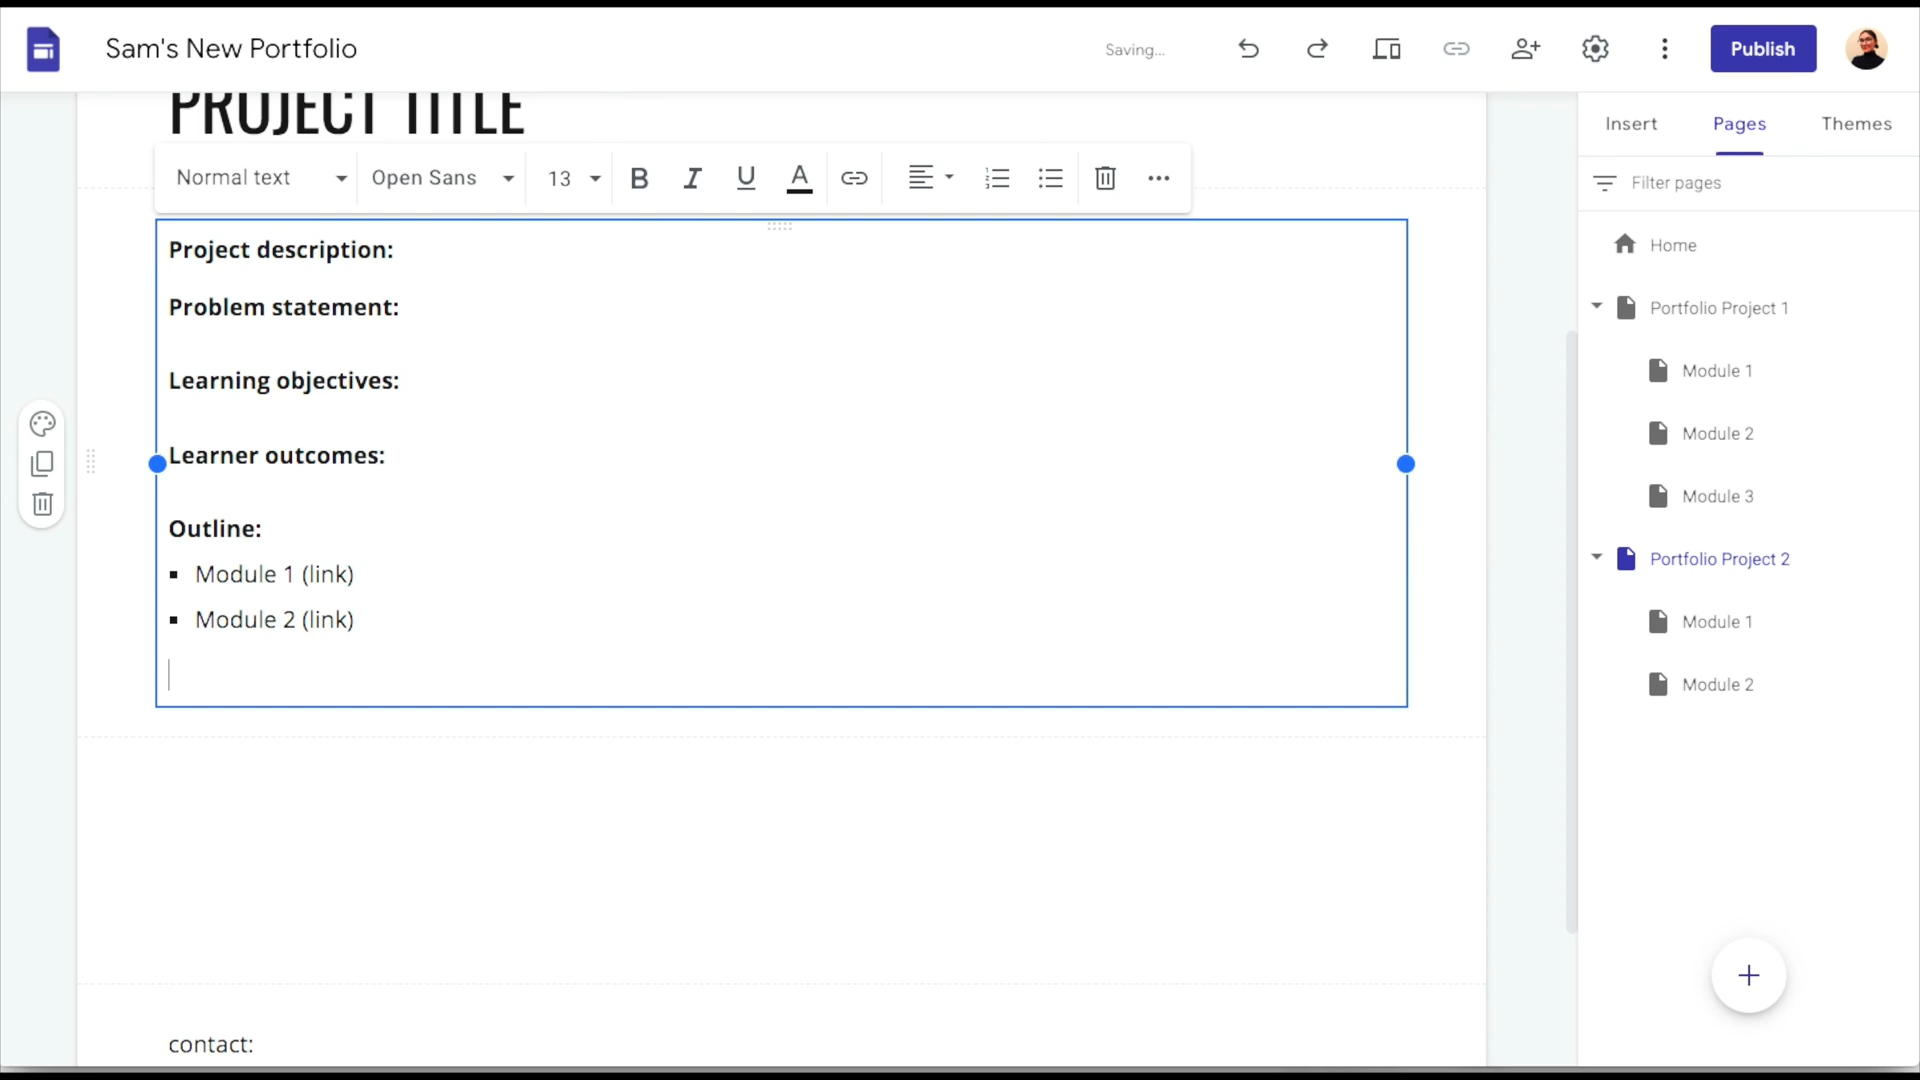 Sam's New Portfolio
Saving...
Publish
PROJECT TITLE
Insert
Pages
Themes
Normal text
Open Sans
13
B
I
U
A
Filter pages
Project description:
Problem statement:
Learning objectives:
Learner outcomes:
Outline:
Module 1 (link)
Module 2 (link)
contact:
Home
Portfolio Project 1
Module 1
Module 2
Module 3
Portfolio Project 2
Module 1
Module 2